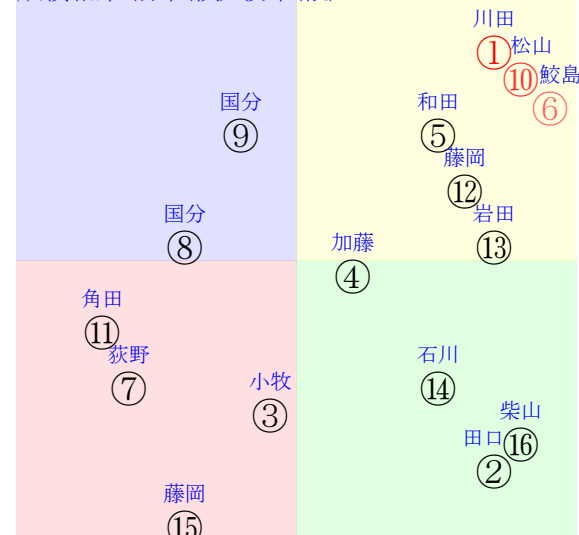 川田
①
松山
⑩
鮫島
⑥
国分
⑨
和田
⑤
藤岡
⑫
国分
⑧
岩田
⑬
加藤
④
角田
⑪
荻野
⑦
石川
⑭
小牧
③
柴山
⑯
田口
②
藤岡
⑮